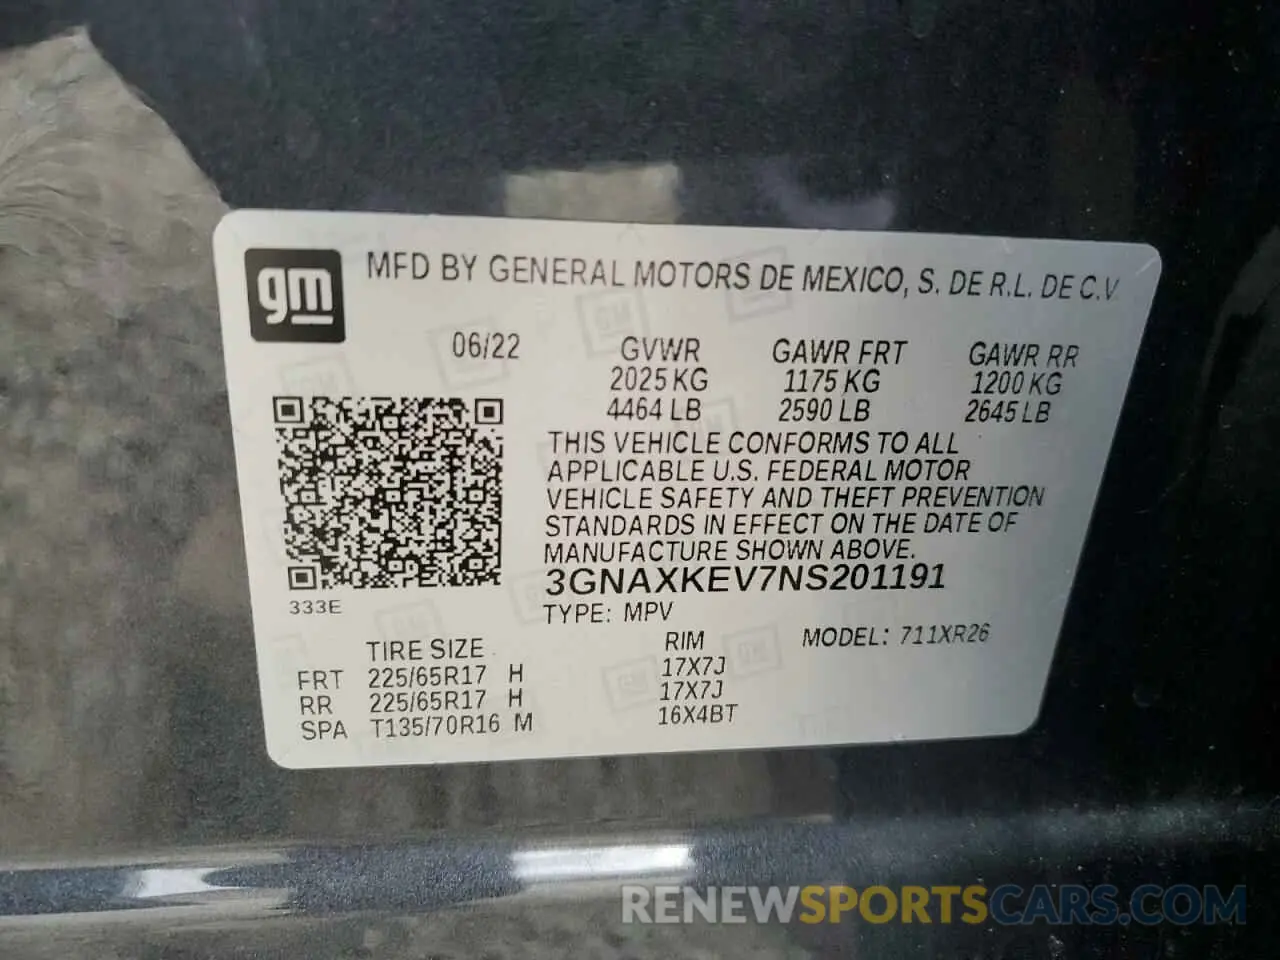 gm
MFD BY GENERAL MOTORS DE MEXICO, S. DE R.L. DE C.V
06/22
GVWR GAWR FRT GAWR RR
2025 KG 1175 KG 1200 KG
4464 LB 2590 LB 2645 LB
THIS VEHICLE CONFORMS TO ALL
APPLICABLE U.S. FEDERAL MOTOR
VEHICLE SAFETY AND THEFT PREVENTION
STANDARDS IN EFFECT ON THE DATE OF
MANUFACTURE SHOWN ABOVE.
3GNAXKEV7NS201191
333E
TYPE: MPV
TIRE SIZE RIM MODEL: 711XR26
FRT 225/65R17 H 17X7J
RR 225/65R17 H 17X7J
SPA T135/70R16 M 16X4BT
RENEWSPORTSCARS.COM